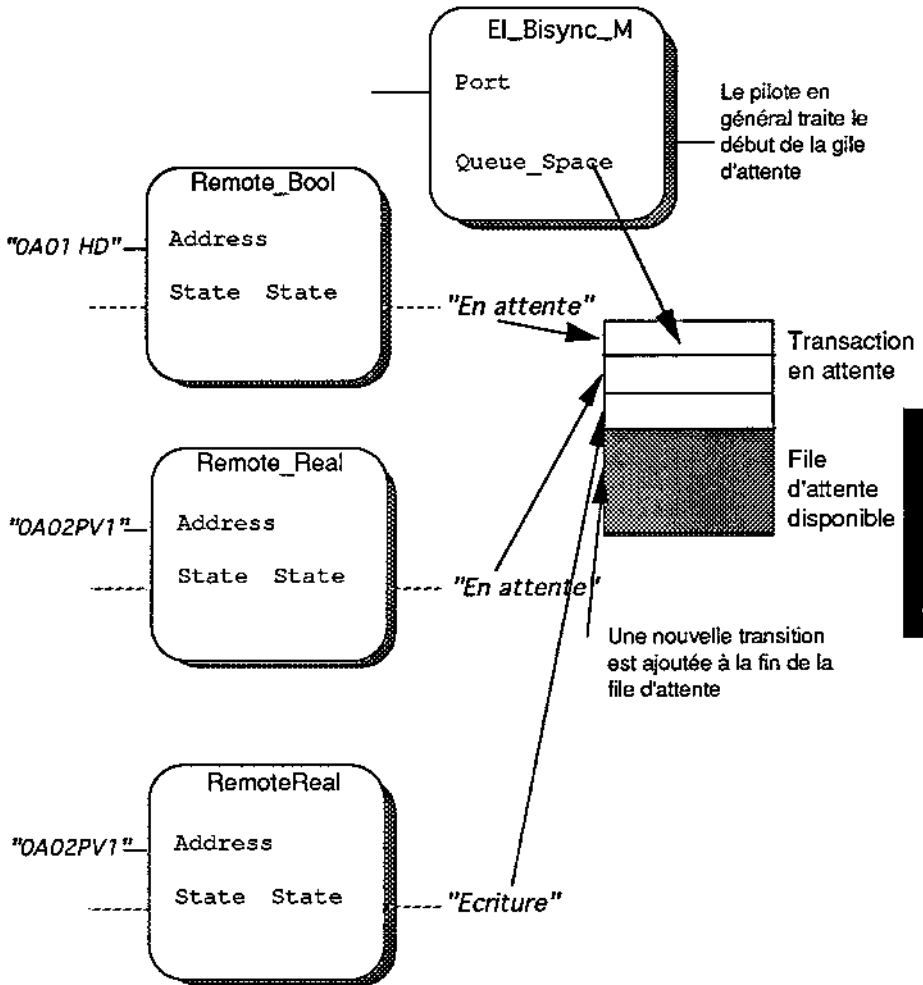 EI_Bisync_M
Port
Queue_Space
Le pilote en
général traite le
début de la gile
d'attente
Remote_Bool
"0A01 HD"
Address
State State
"En attente"
Transaction
en attente
File
d'attente
disponible
Remote_Real
"0A02PV1"
Address
State State
"En attente"
Une nouvelle transition
est ajoutée à la fin de la
file d'attente
RemoteReal
"0A02PV1"
Address
State State
"Ecriture"